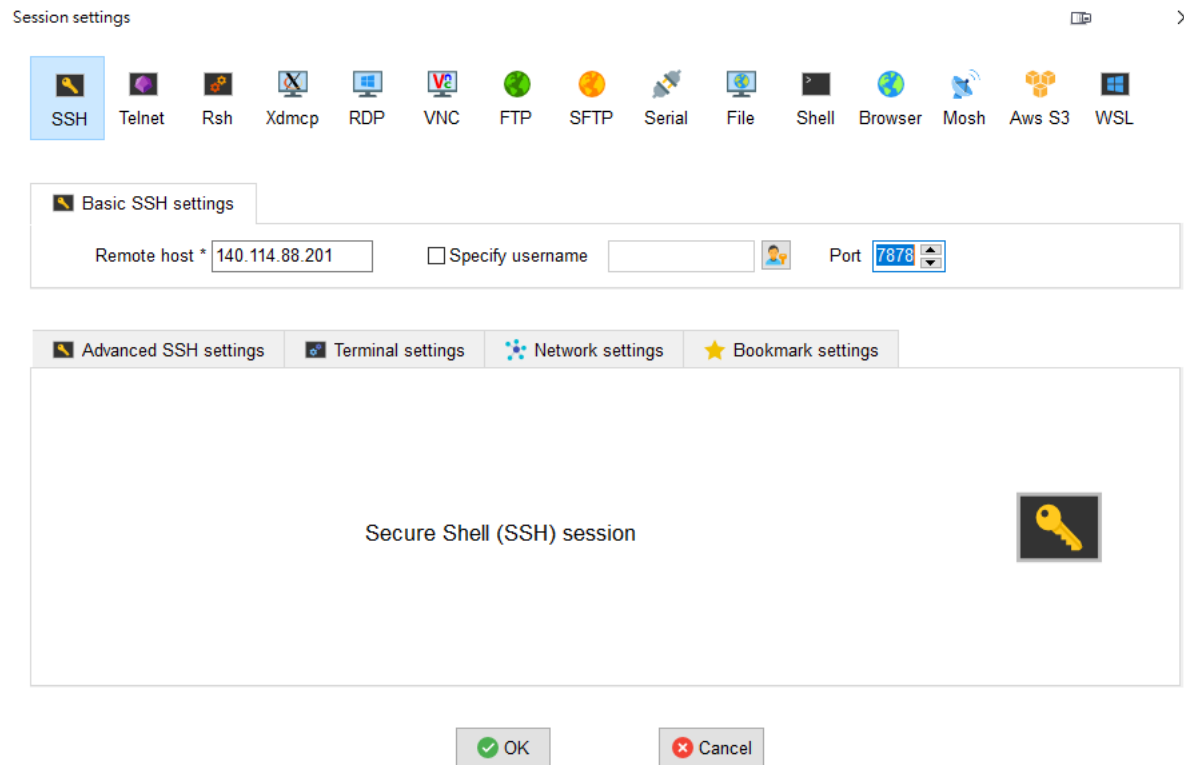 Session settings
SSH Telnet Rsh Xdmcp RDP VNC FTP SFTP Serial File Shell Browser Mosh Aws S3 WSL
Basic SSH settings
Remote host * 140.114.88.201 Specify username Port 7878
Advanced SSH settings Terminal settings Network settings Bookmark settings
Secure Shell (SSH) session
OK Cancel